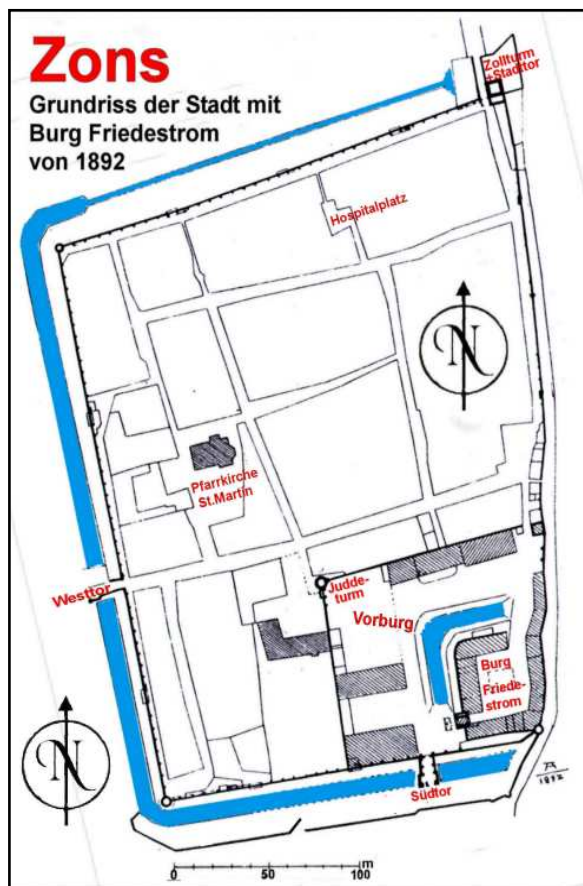 Zons
Grundriss der Stadt mit
Burg Friedestrom
von 1892
Zollturm
+Stadttor
Hospitalplatz
N
Pfarrkirche
St.Martin
Westtor
Judde-
turm
Vorburg
Burg
Friede-
strom
N
Südtor
1892
0 50 100 m